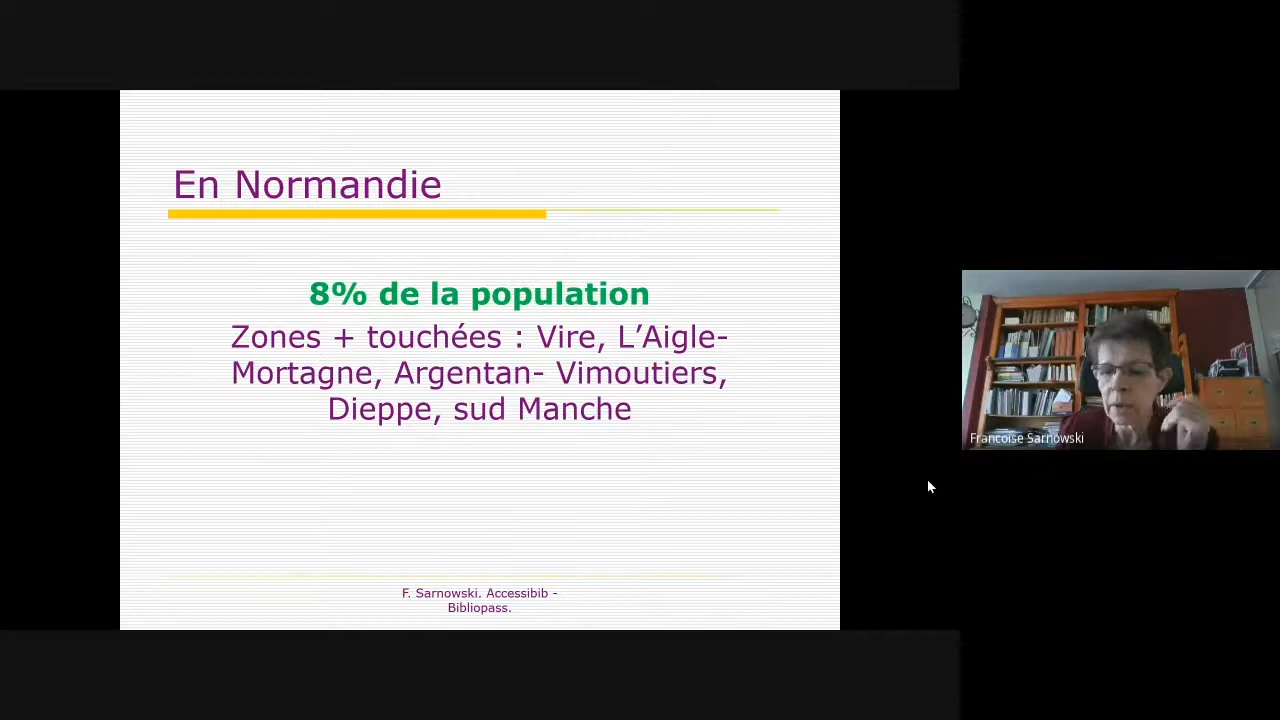 En Normandie
8% de la population
Zones + touchées : Vire, L’Aigle-
Mortagne, Argentan- Vimoutiers,
Dieppe, sud Manche
F. Sarnowski. Accessibib -
Bibliopass.
Francoise Sarnowski